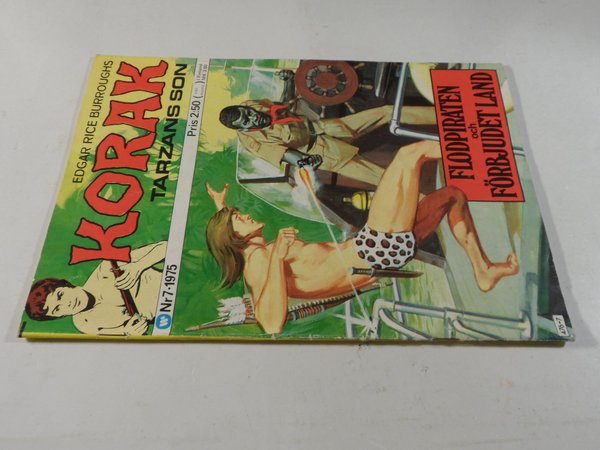 EDGAR RICE BURROUGHS
KORAK
TARZANS SON
Pris 2:50
Nr 7 · 1975
FLODPIRATEN
och
FÖRBJUDET LAND